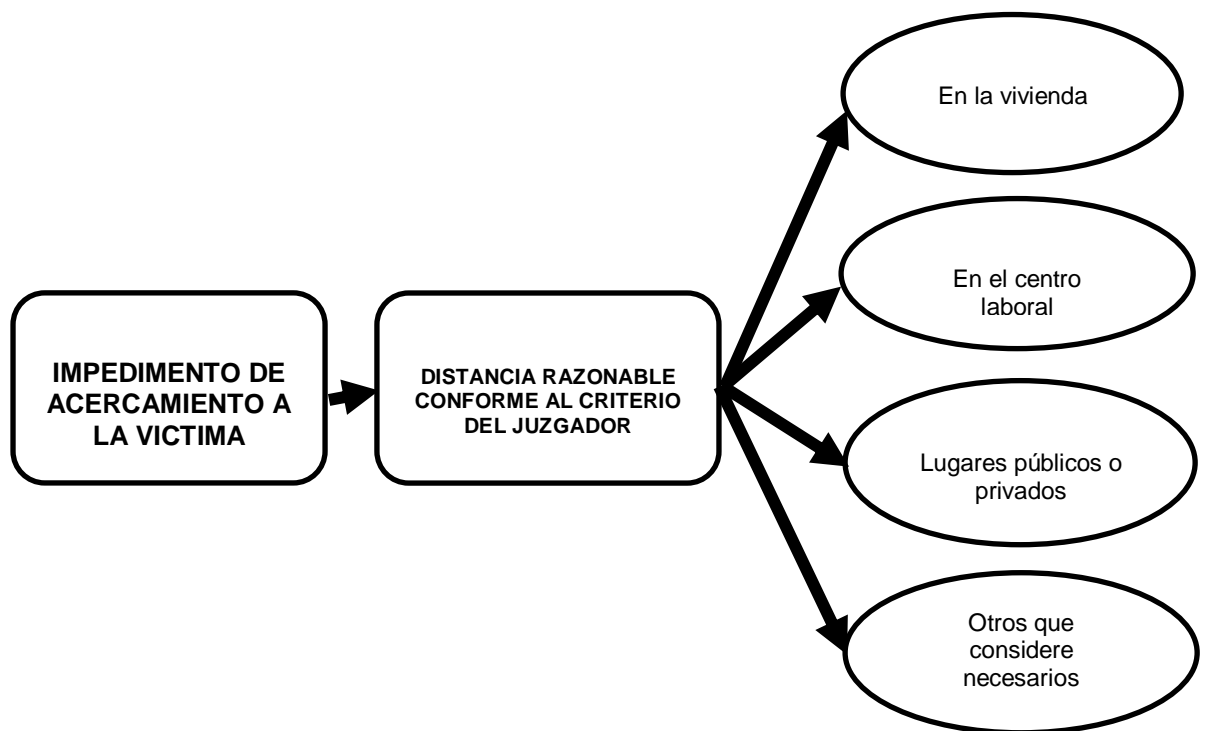 IMPEDIMENTO DE
ACERCAMIENTO A
LA VICTIMA
DISTANCIA RAZONABLE
CONFORME AL CRITERIO
DEL JUZGADOR
En la vivienda
En el centro
laboral
Lugares públicos o
privados
Otros que
considere
necesarios